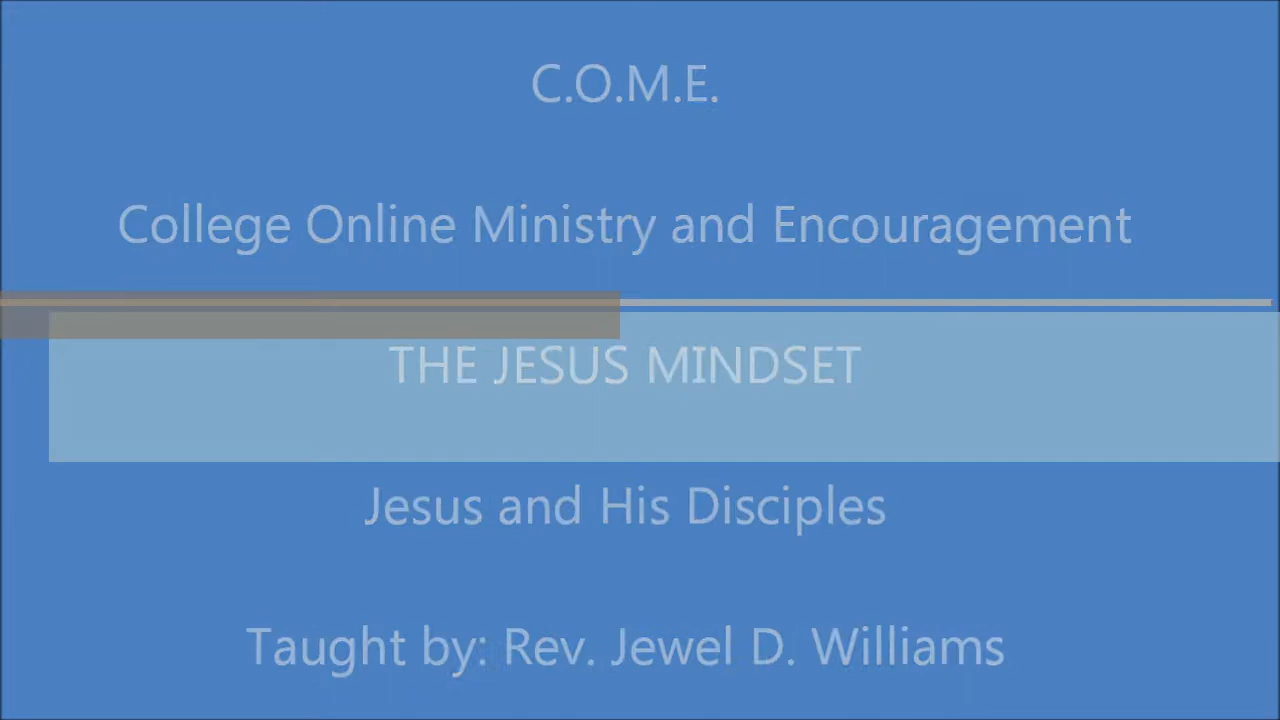 C.O.M.E.
College Online Ministry and Encouragement
THE JESUS MINDSET
Jesus and His Disciples
Taught by: Rev. Jewel D. Williams